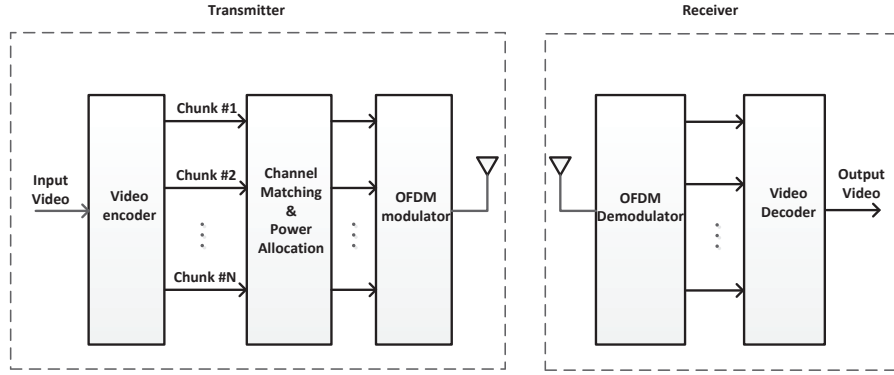 Transmitter
Receiver
Input
Video
Video
encoder
Chunk #1
Chunk #2
Chunk #N
Channel
Matching
&
Power
Allocation
OFDM
modulator
OFDM
Demodulator
Video
Decoder
Output
Video